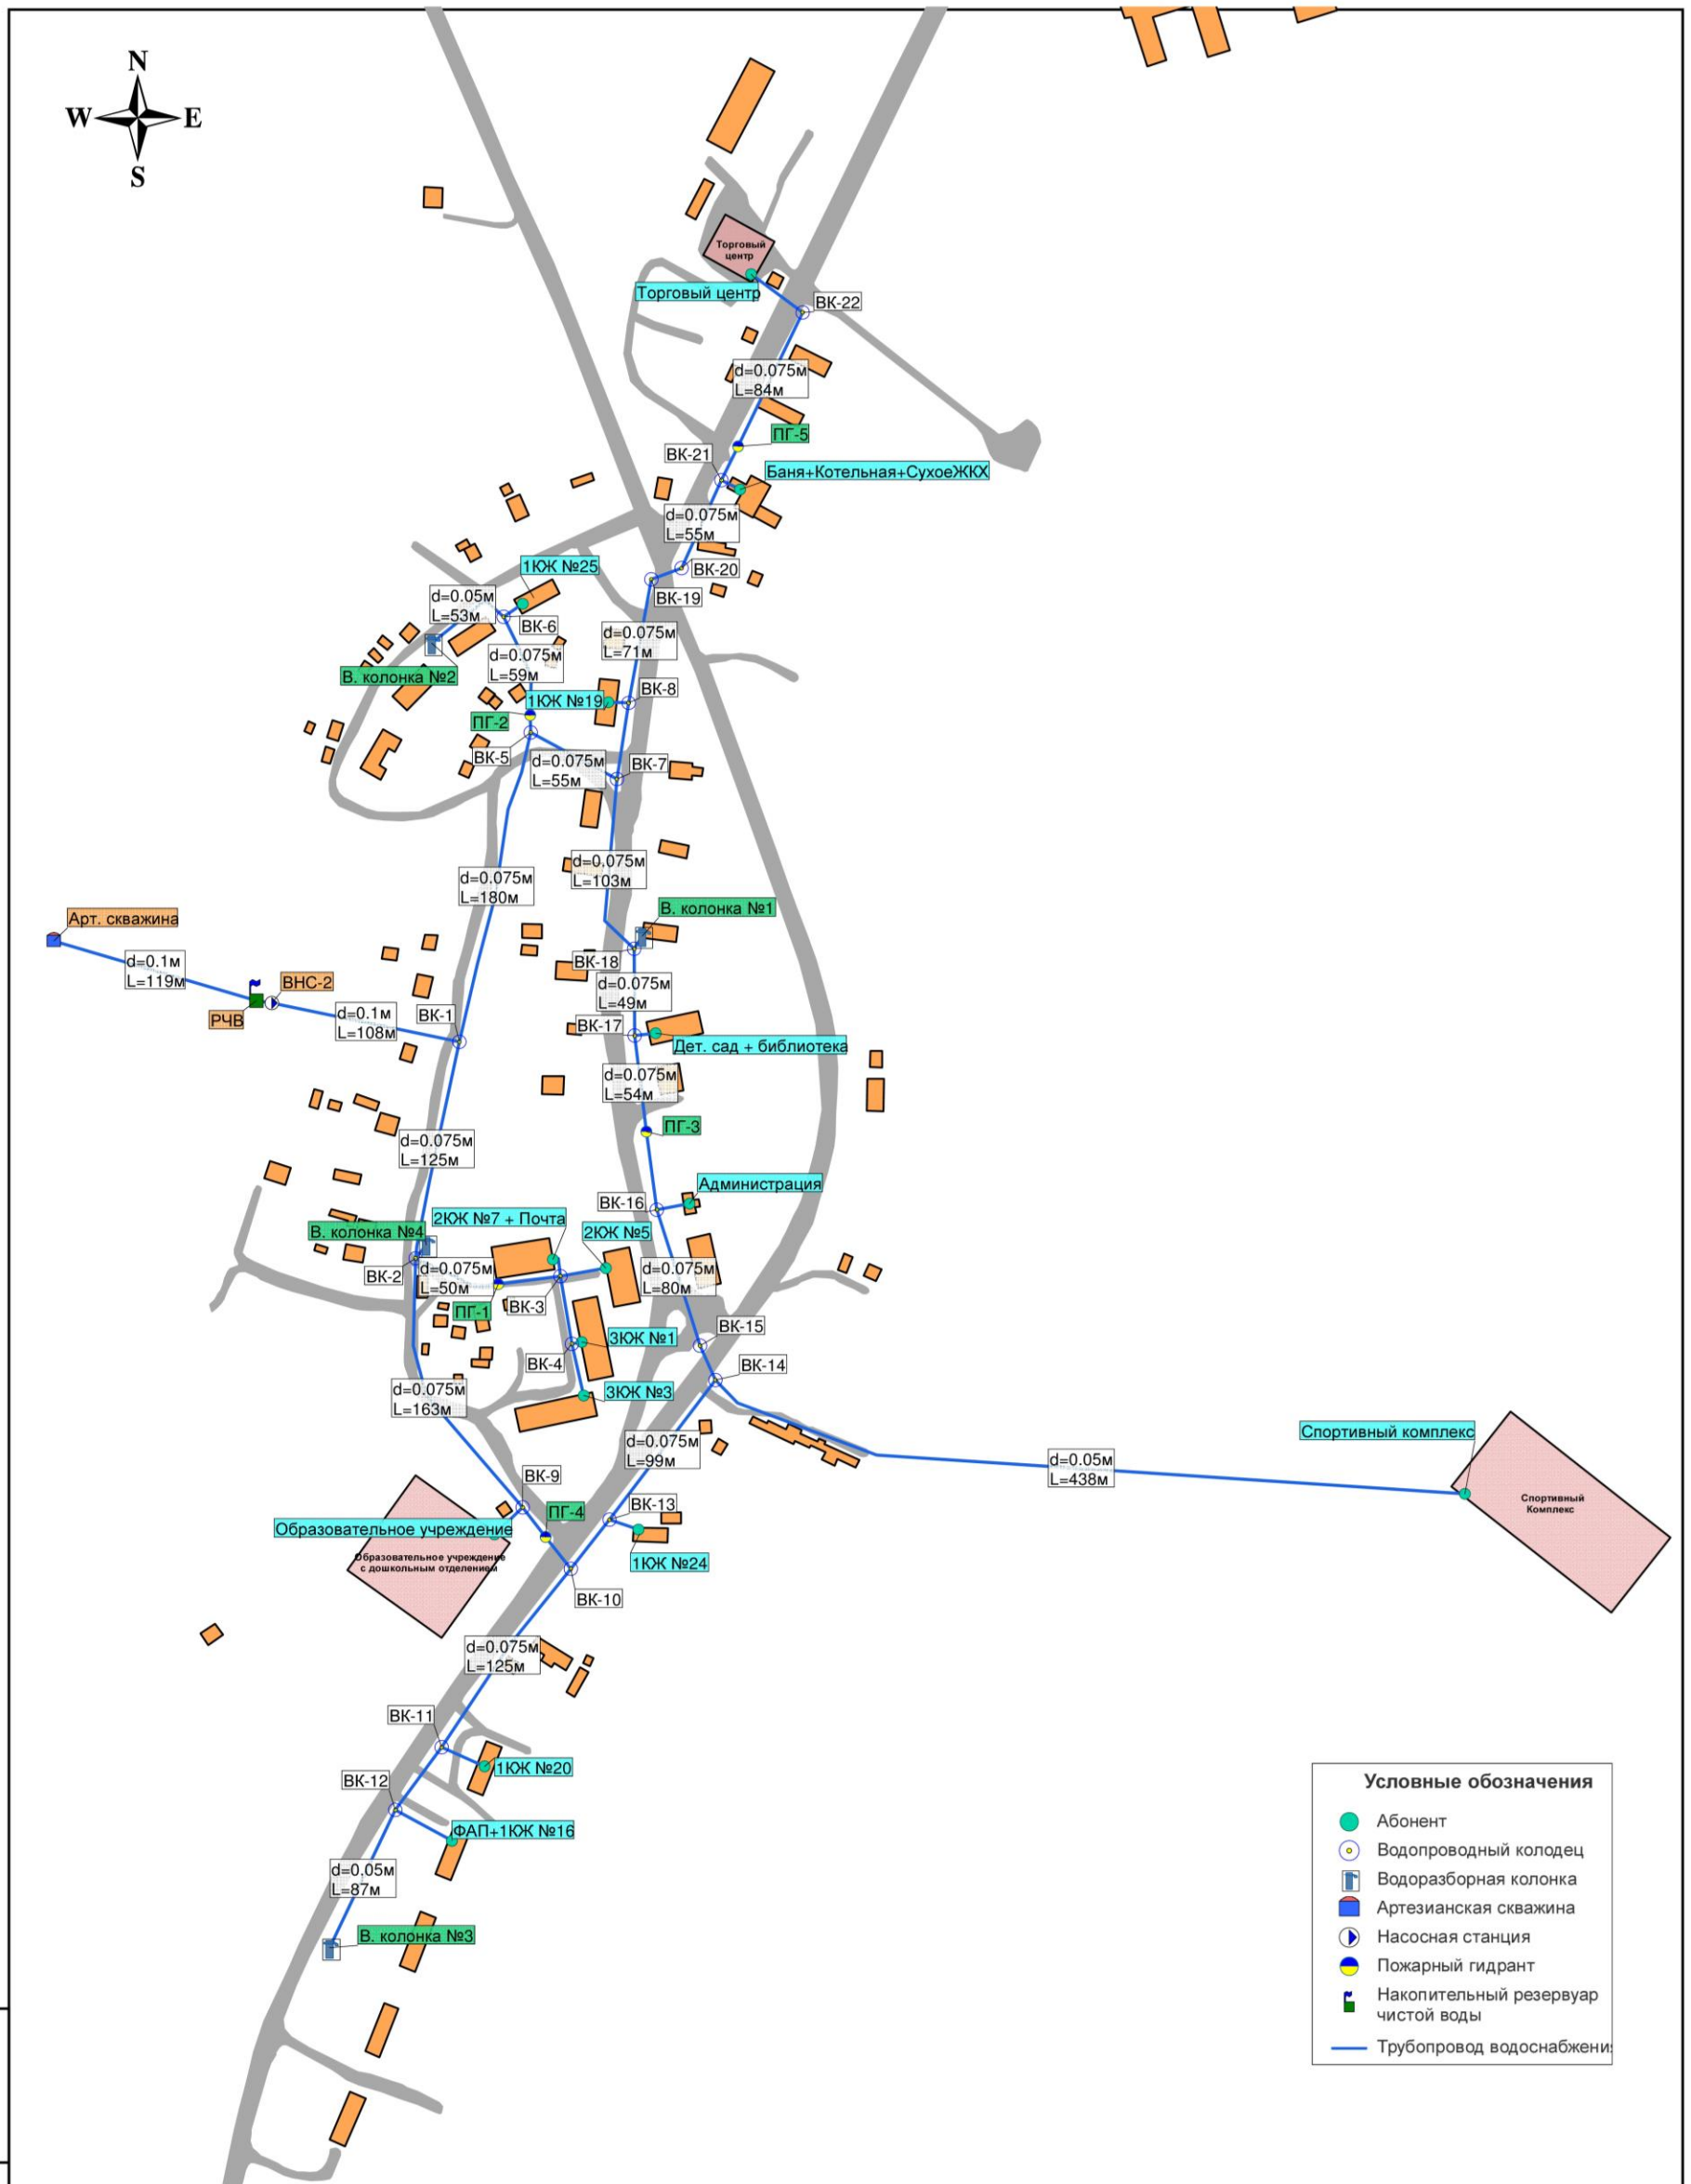 N
W
E
S
Торговый
центр
Торговый центр
ВК-22
d=0.075м
L=84м
ПГ-5
ВК-21
Баня+Котельная+СухоеЖКХ
d=0.075м
L=55м
ВК-20
1КЖ №25
ВК-19
d=0.05м
L=53м
ВК-6
d=0.075м
L=71м
d=0.075м
L=59м
В. колонка №2
ВК-8
1КЖ №19
ПГ-2
ВК-5
d=0.075м
L=55м
ВК-7
d=0.075м
L=103м
d=0.075м
L=180м
В. колонка №1
Арт. скважина
ВК-18
d=0.1м
L=119м
ВНС-2
d=0.075м
L=49м
РЧВ
d=0.1м
L=108м
ВК-1
ВК-17
Дет. сад + библиотека
d=0.075м
L=54м
ПГ-3
d=0.075м
L=125м
Администрация
ВК-16
2КЖ №7 + Почта
2КЖ №5
В. колонка №4
ВК-2
d=0.075м
L=50м
d=0.075м
L=80м
ПГ-1
ВК-3
ВК-15
3КЖ №1
ВК-4
ВК-14
3КЖ №3
d=0.075м
L=163м
Спортивный комплекс
d=0.075м
L=99м
d=0.05м
L=438м
Спортивный
Комплекс
ВК-9
ВК-13
ПГ-4
Образовательное учреждение
Образовательное учреждение
с дошкольным отделением
1КЖ №24
ВК-10
d=0.075м
L=125м
ВК-11
1КЖ №20
ВК-12
ФАП+1КЖ №16
d=0.05м
L=87м
В. колонка №3
Условные обозначения
Абонент
Водопроводный колодец
Водоразборная колонка
Артезианская скважина
Насосная станция
Пожарный гидрант
Накопительный резервуар
чистой воды
Трубопровод водоснабжени